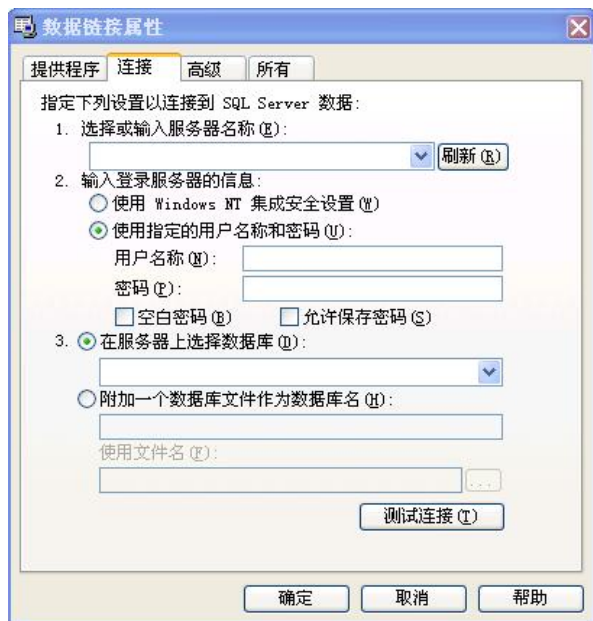 数据链接属性
提供程序 连接 高级 所有
指定下列设置以连接到 SQL Server 数据:
1. 选择或输入服务器名称(E):
刷新(R)
2. 输入登录服务器的信息:
使用 Windows NT 集成安全设置(W)
使用指定的用户名称和密码(U):
用户名称(N):
密码(P):
空白密码(B) 允许保存密码(S)
3. 在服务器上选择数据库(D):
附加一个数据库文件作为数据库名(H):
使用文件名(F):
...
测试连接(T)
确定 取消 帮助